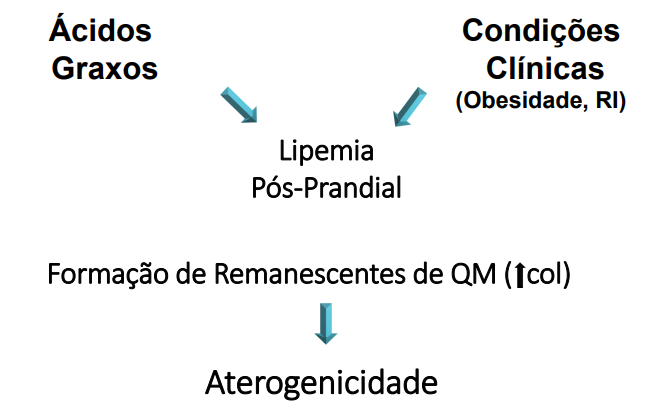 Ácidos
Graxos
Condições
Clínicas
(Obesidade, RI)
Lipemia
Pós-Prandial
Formação de Remanescentes de QM (⬆col)
Aterogenicidade